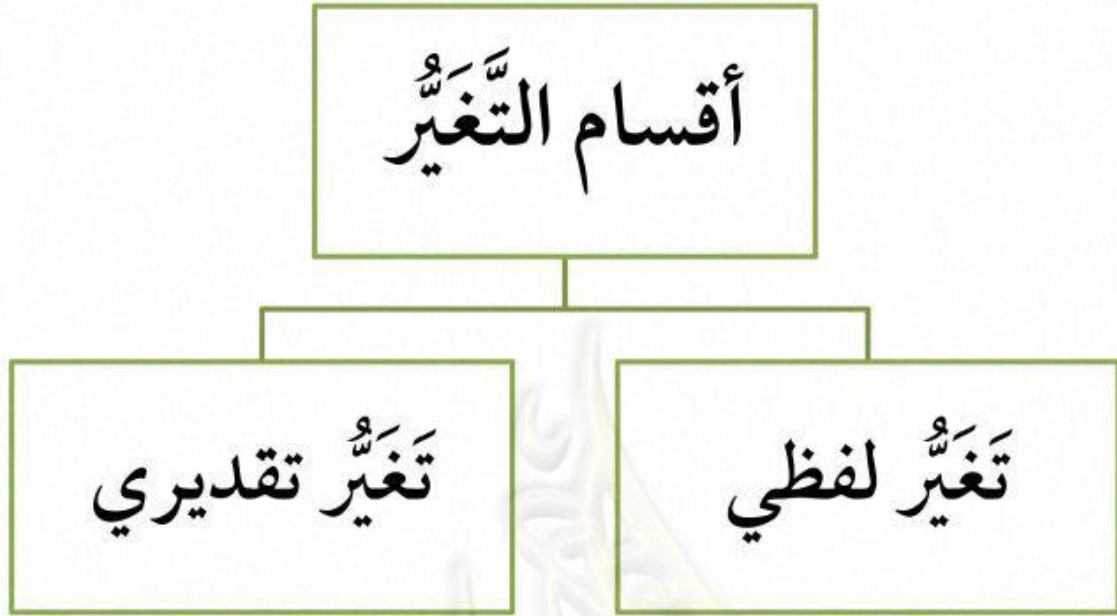 أقسام التَّغَيُّر
تَغَيُّر لفظي
تَغَيُّر تقديري